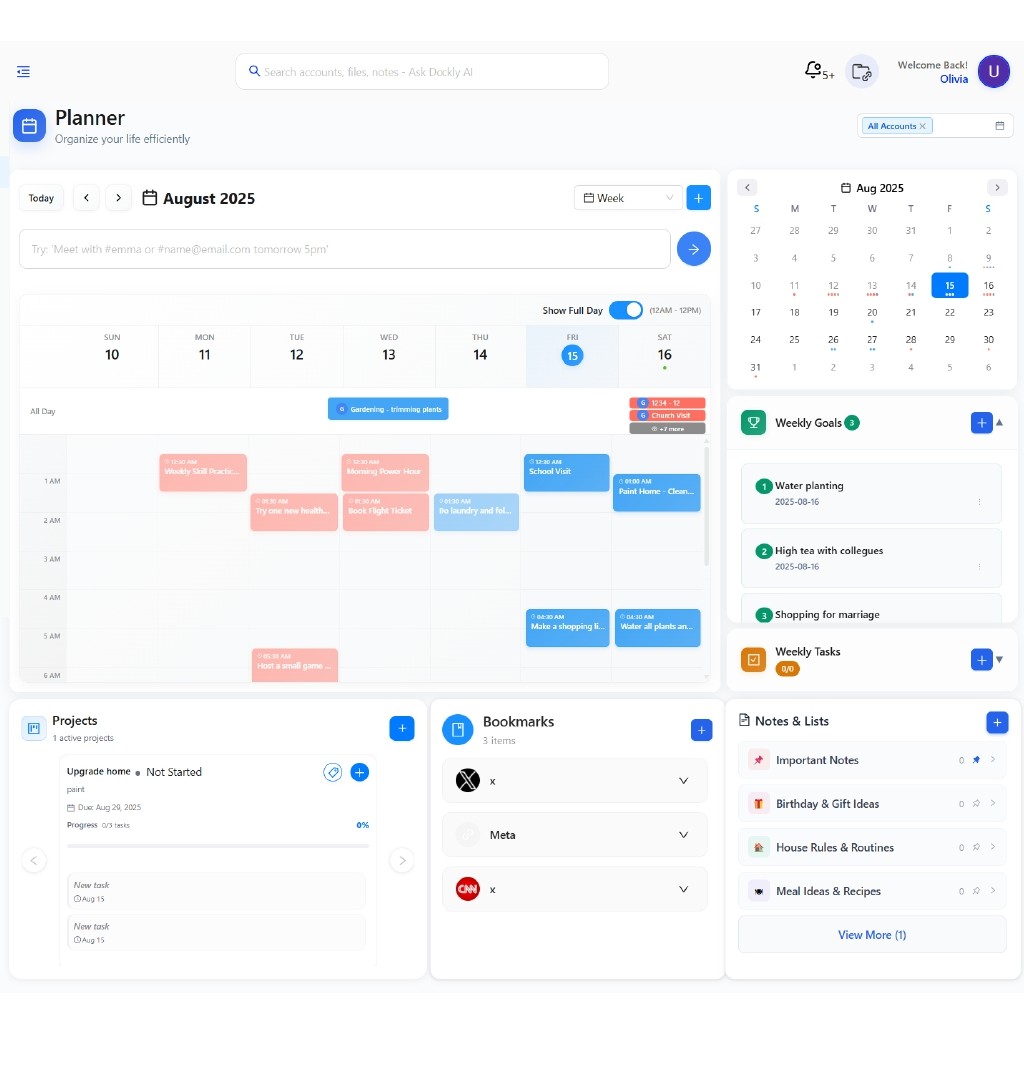 Search accounts, files, notes - Ask Dockly AI
5+
Welcome Back!
Olivia
U
Planner
Organize your life efficiently
All Accounts
Today
August 2025
Week
Try: 'Meet with #emma or #name@email.com tomorrow 5pm'
Show Full Day (12AM - 12PM)
SUN MON TUE WED THU FRI SAT
10 11 12 13 14 15 16
All Day
G Gardening - trimming plants
G 1234 - 12
G Church Visit
+7 more
12:30 AM
Weekly Skill Practic...
12:30 AM
Morning Power Hour
12:30 AM
School Visit
1 AM
01:00 AM
Paint Home - Clean...
01:30 AM
Try one new health...
01:30 AM
Book Flight Ticket
01:30 AM
Do laundry and fol...
2 AM
3 AM
4 AM
04:30 AM
Make a shopping li...
04:30 AM
Water all plants an...
5 AM
05:30 AM
Host a small game ...
6 AM
Aug 2025
S M T W T F S
27 28 29 30 31 1 2
3 4 5 6 7 8 9
10 11 12 13 14 15 16
17 18 19 20 21 22 23
24 25 26 27 28 29 30
31 1 2 3 4 5 6
Weekly Goals 3
1 Water planting
2025-08-16
2 High tea with collegues
2025-08-16
3 Shopping for marriage
Weekly Tasks
0/0
Projects
1 active projects
Upgrade home Not Started
paint
Due: Aug 29, 2025
Progress 0/3 tasks 0%
New task
Aug 15
New task
Aug 15
Bookmarks
3 items
X x
Meta
CNN x
Notes & Lists
Important Notes 0
Birthday & Gift Ideas 0
House Rules & Routines 0
Meal Ideas & Recipes 0
View More (1)